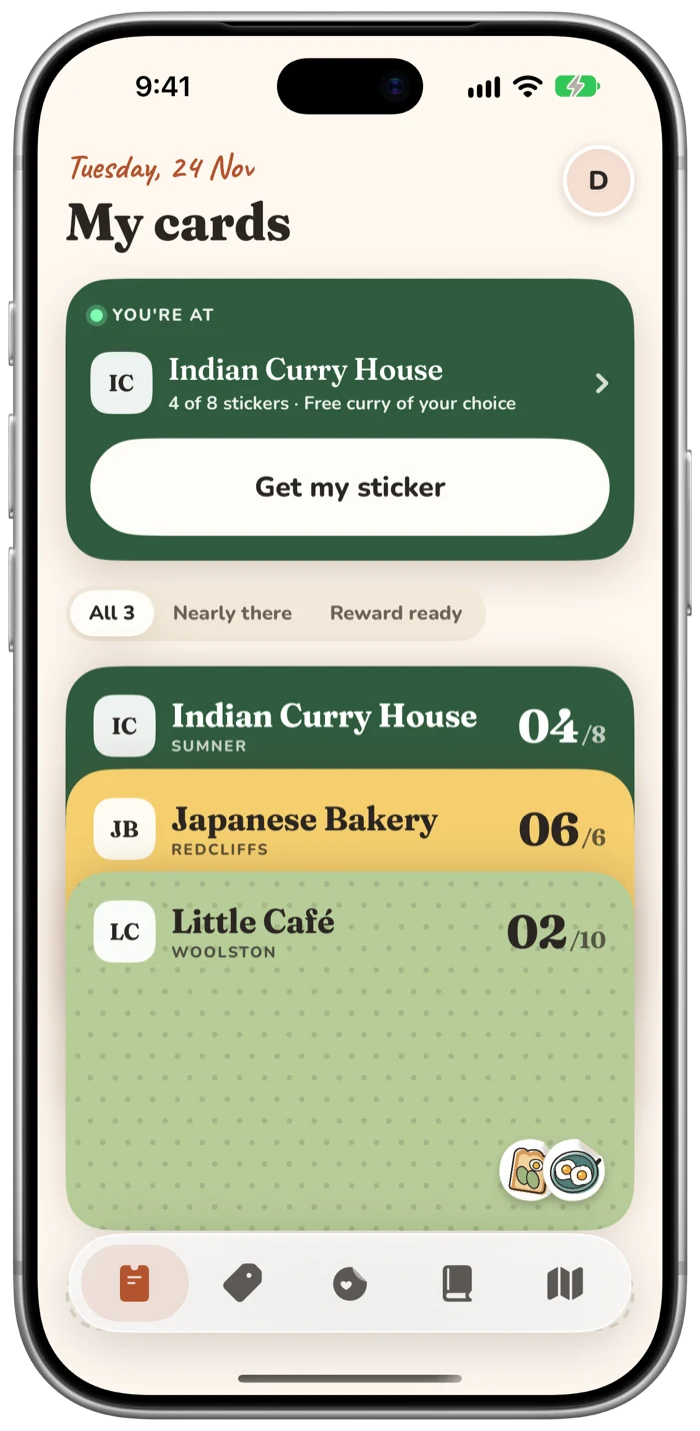 9:41
Tuesday, 24 Nov
D
My cards
YOU'RE AT
IC
Indian Curry House
4 of 8 stickers · Free curry of your choice
Get my sticker
All 3 Nearly there Reward ready
IC
Indian Curry House
04/8
SUMNER
JB
Japanese Bakery
06/6
REDCLIFFS
LC
Little Café
02/10
WOOLSTON